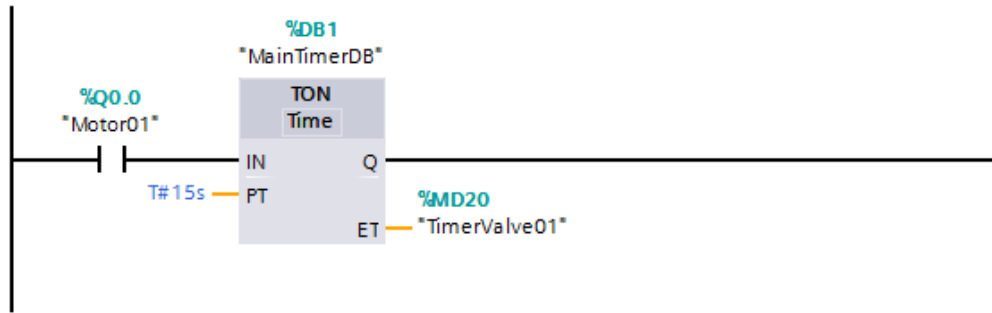 %DB1
"MainTimerDB"
%Q0.0
"Motor01"
TON
Time
IN
Q
T#15s
PT
%MD20
ET
"TimerValve01"